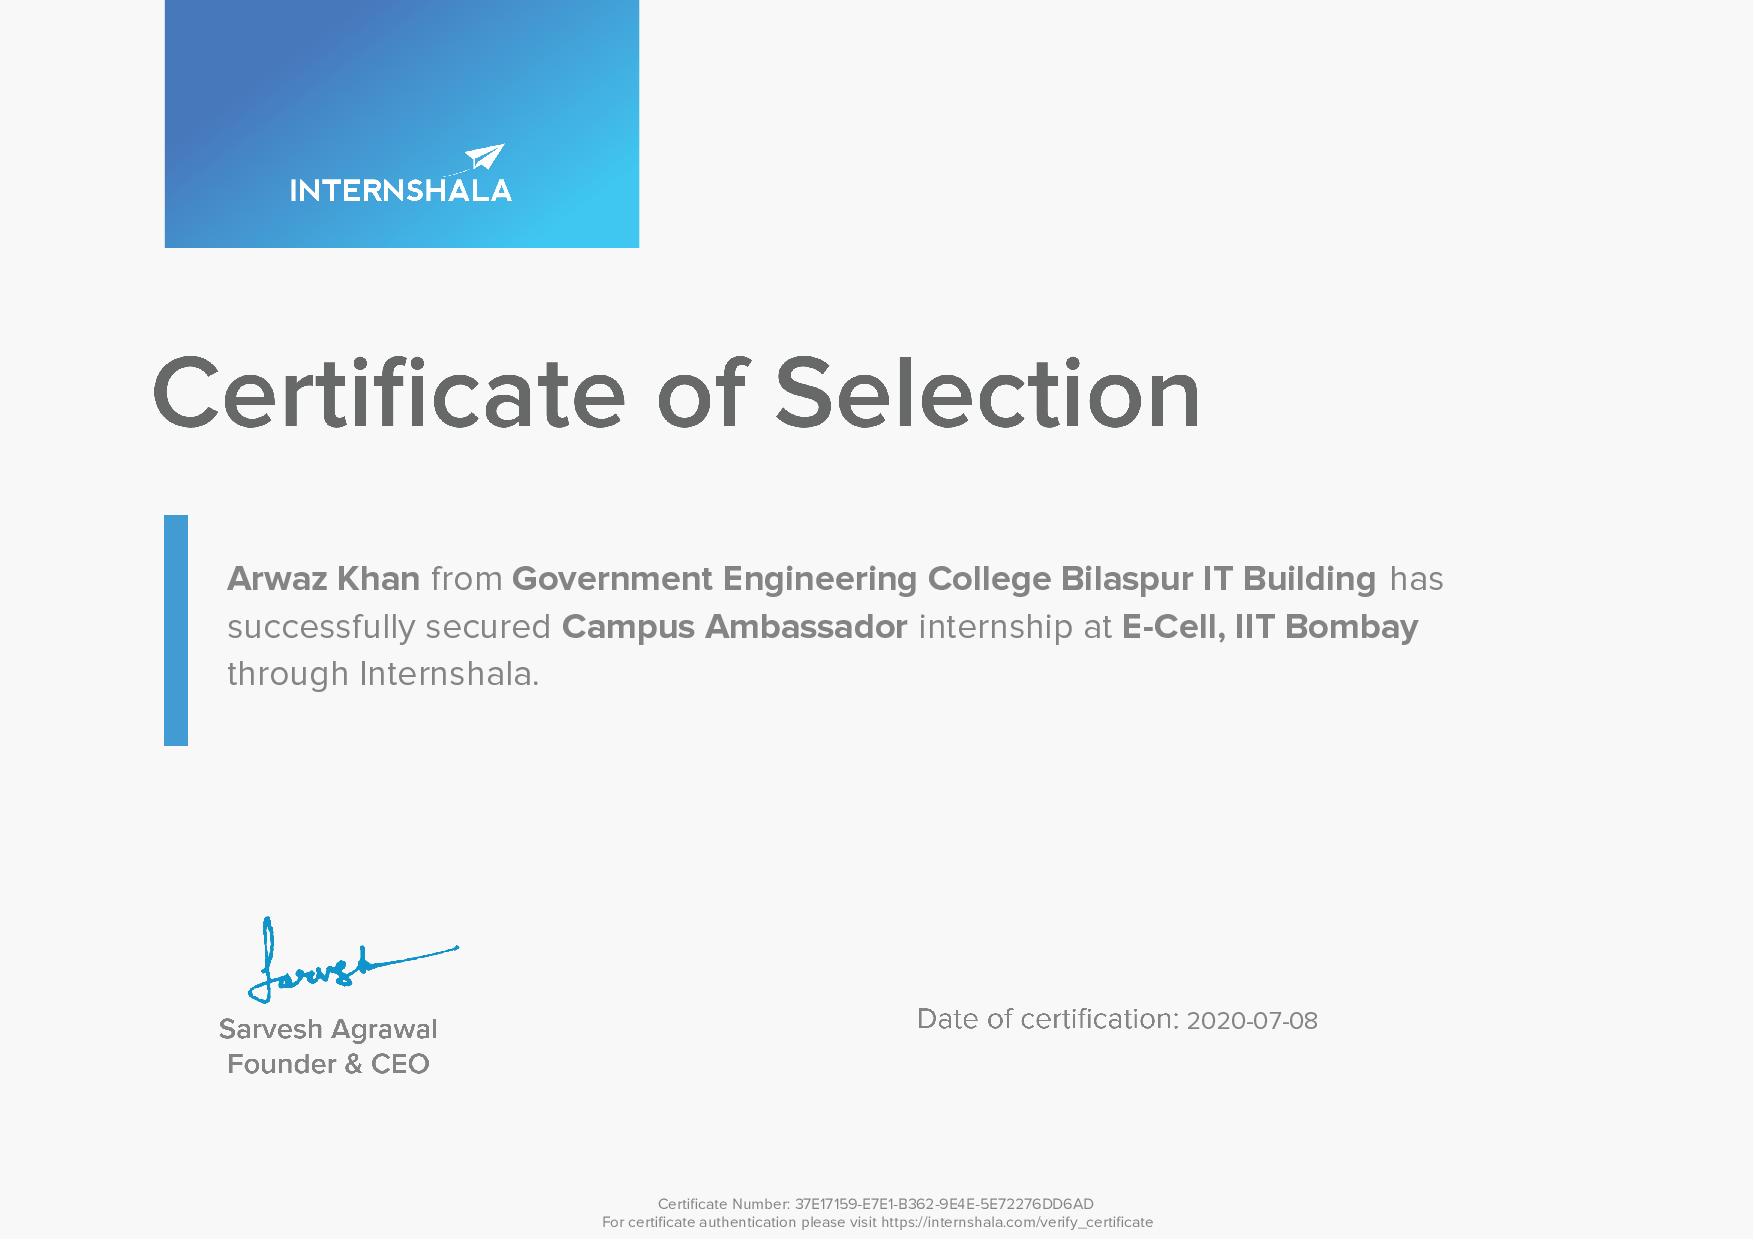 INTERNSHALA
Certificate of Selection
Arwaz Khan from Government Engineering College Bilaspur IT Building has
successfully secured Campus Ambassador internship at E-Cell, IIT Bombay
through Internshala.
Sarvesh
Sarvesh Agrawal
Founder & CEO
Date of certification: 2020-07-08
Certificate Number: 37E17159-E7E1-B362-9E4E-5E72276DD6AD
For certificate authentication please visit https://internshala.com/verify_certificate